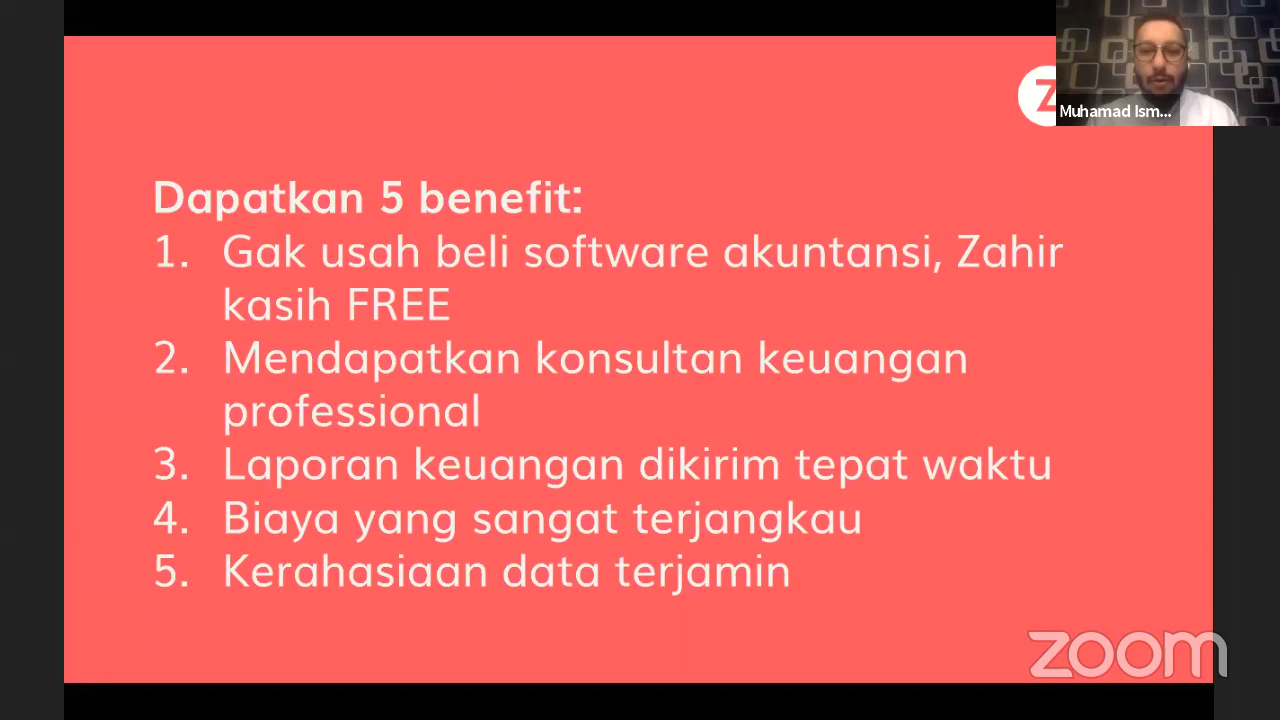 Z
Muhamad Ism...
Dapatkan 5 benefit:
1. Gak usah beli software akuntansi, Zahir
kasih FREE
2. Mendapatkan konsultan keuangan
professional
3. Laporan keuangan dikirim tepat waktu
4. Biaya yang sangat terjangkau
5. Kerahasiaan data terjamin
zoom